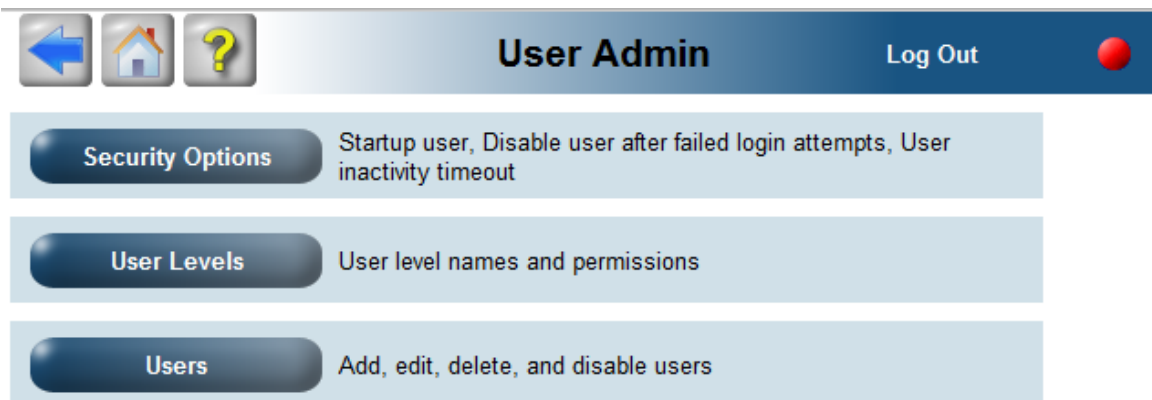 User Admin
Log Out
Security Options
Startup user, Disable user after failed login attempts, User
inactivity timeout
User Levels
User level names and permissions
Users
Add, edit, delete, and disable users